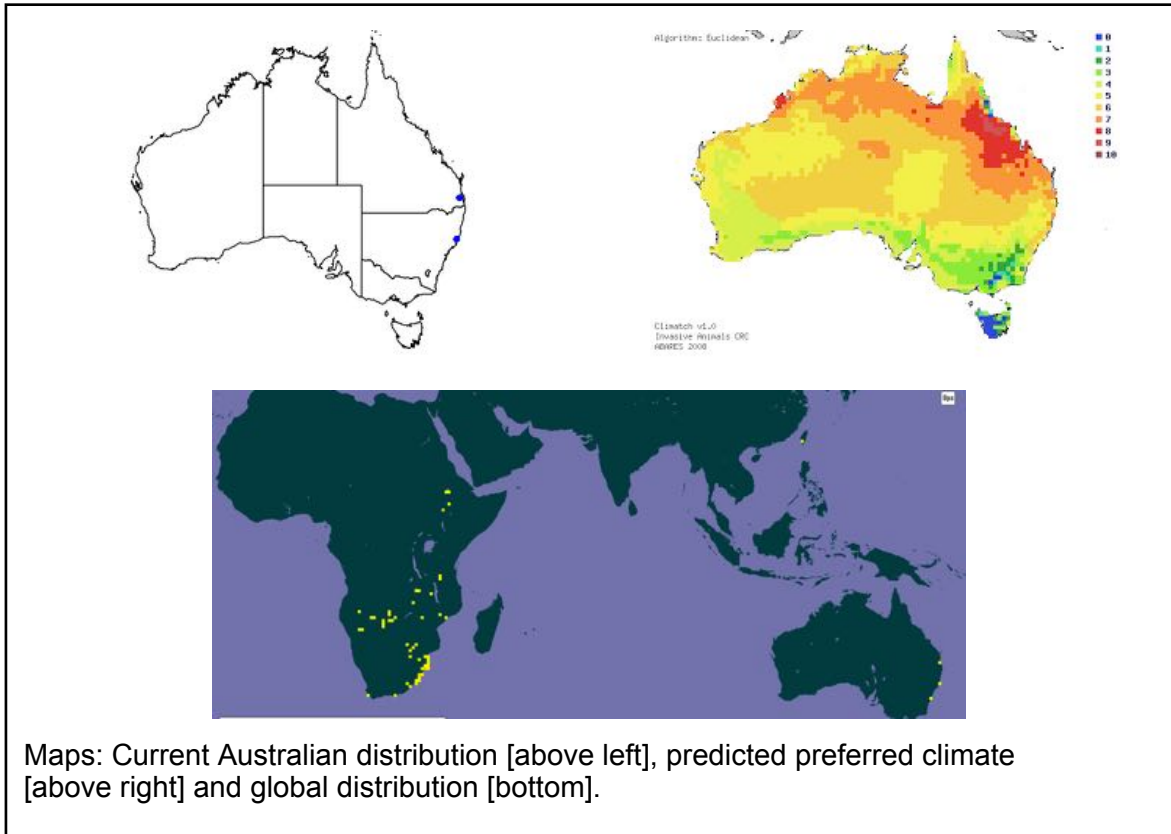 Algorithm: Euclidean
0
1
2
3
4
5
6
7
8
9
10
Climatch v1.0
Invasive Animals CRC
ABARES 2008
Maps: Current Australian distribution [above left], predicted preferred climate
[above right] and global distribution [bottom].